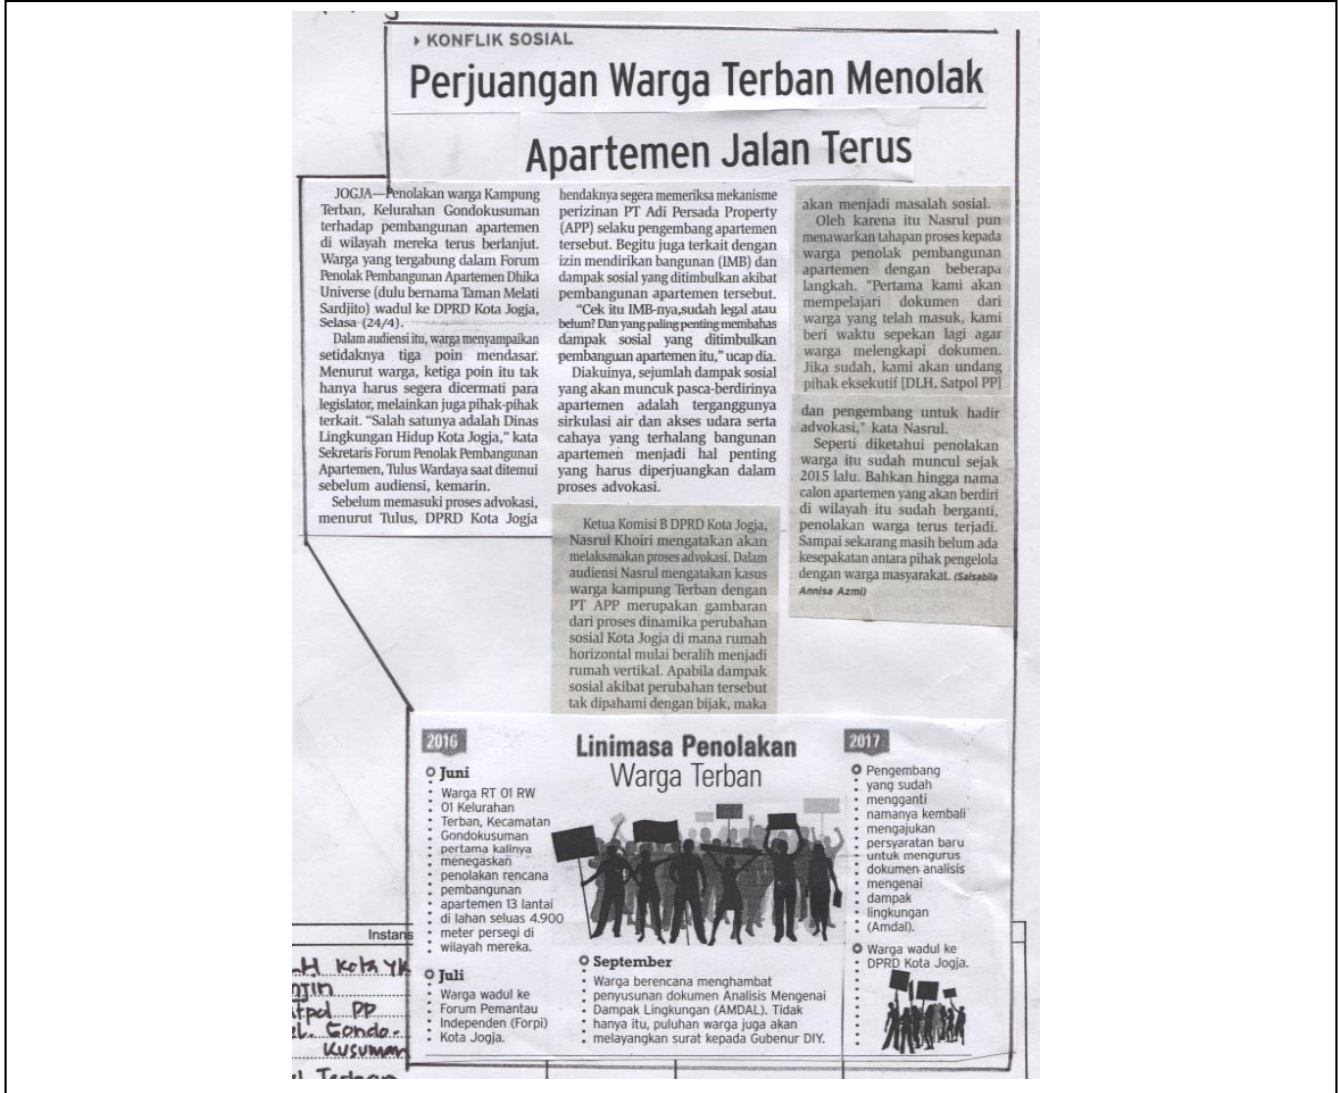 KONFLIK SOSIAL
Perjuangan Warga Terban Menolak
Apartemen Jalan Terus
JOGJA—Penolakan warga Kampung
Terban, Kelurahan Gondokusuman
terhadap pembangunan apartemen
di wilayah mereka terus berlanjut.
Warga yang tergabung dalam Forum
Penolak Pembangunan Apartemen Dhika
Universe (dulu bernama Taman Melati
Sardjito) wadul ke DPRD Kota Jogja,
Selasa (24/4).
Dalam audiensi itu, warga menyampaikan
setidaknya tiga poin mendasar.
Menurut warga, ketiga poin itu tak
hanya harus segera dicermati para
legislator, melainkan juga pihak-pihak
terkait. “Salah satunya adalah Dinas
Lingkungan Hidup Kota Jogja,” kata
Sekretaris Forum Penolak Pembangunan
Apartemen, Tulus Wardaya saat ditemui
sebelum audiensi, kemarin.
Sebelum memasuki proses advokasi,
menurut Tulus, DPRD Kota Jogja
hendaknya segera memeriksa mekanisme
perizinan PT Adi Persada Property
(APP) selaku pengembang apartemen
tersebut. Begitu juga terkait dengan
izin mendirikan bangunan (IMB) dan
dampak sosial yang ditimbulkan akibat
pembangunan apartemen tersebut.
“Cek itu IMB-nya,sudah legal atau
belum? Dan yang paling penting membahas
dampak sosial yang ditimbulkan
pembanguan apartemen itu,” ucap dia.
Diakuinya, sejumlah dampak sosial
yang akan muncuk pasca-berdirinya
apartemen adalah terganggunya
sirkulasi air dan akses udara serta
cahaya yang terhalang bangunan
apartemen menjadi hal penting
yang harus diperjuangkan dalam
proses advokasi.
Ketua Komisi B DPRD Kota Jogja,
Nasrul Khoiri mengatakan akan
melaksanakan proses advokasi. Dalam
audiensi Nasrul mengatakan kasus
warga kampung Terban dengan
PT APP merupakan gambaran
dari proses dinamika perubahan
sosial Kota Jogja di mana rumah
horizontal mulai beralih menjadi
rumah vertikal. Apabila dampak
sosial akibat perubahan tersebut
tak dipahami dengan bijak, maka
akan menjadi masalah sosial.
Oleh karena itu Nasrul pun
menawarkan tahapan proses kepada
warga penolak pembangunan
apartemen dengan beberapa
langkah. “Pertama kami akan
mempelajari dokumen dari
warga yang telah masuk, kami
beri waktu sepekan lagi agar
warga melengkapi dokumen.
Jika sudah, kami akan undang
pihak eksekutif [DLH, Satpol PP]
dan pengembang untuk hadir
advokasi,” kata Nasrul.
Seperti diketahui penolakan
warga itu sudah muncul sejak
2015 lalu. Bahkan hingga nama
calon apartemen yang akan berdiri
di wilayah itu sudah berganti,
penolakan warga terus terjadi.
Sampai sekarang masih belum ada
kesepakatan antara pihak pengelola
dengan warga masyarakat. (Salsabila
Annisa Azmi)
Linimasa Penolakan
Warga Terban
2016
Juni
Warga RT 01 RW
01 Kelurahan
Terban, Kecamatan
Gondokusuman
pertama kalinya
menegaskan
penolakan rencana
pembangunan
apartemen 13 lantai
di lahan seluas 4.900
meter persegi di
wilayah mereka.
Juli
Warga wadul ke
Forum Pemantau
Independen (Forpi)
Kota Jogja.
September
Warga berencana menghambat
penyusunan dokumen Analisis Mengenai
Dampak Lingkungan (AMDAL). Tidak
hanya itu, puluhan warga juga akan
melayangkan surat kepada Gubenur DIY.
2017
Pengembang
yang sudah
mengganti
namanya kembali
mengajukan
persyaratan baru
untuk mengurus
dokumen analisis
mengenai
dampak
lingkungan
(Amdal).
Warga wadul ke
DPRD Kota Jogja.
Instans
LH Kota YK
tpol PP
el. Gondo-
Kusuman